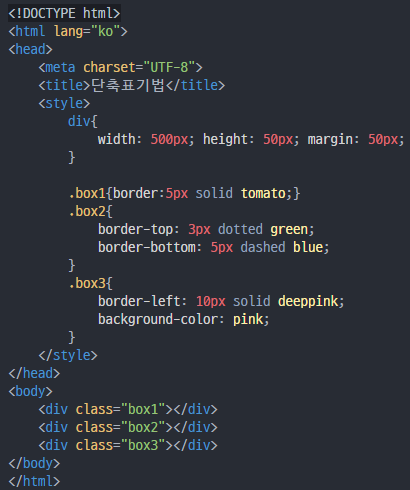 <!DOCTYPE html>
<html lang="ko">
<head>
    <meta charset="UTF-8">
    <title>단축표기법</title>
    <style>
        div{
            width: 500px; height: 50px; margin: 50px;
        }

        .box1{border:5px solid tomato;}
        .box2{
            border-top: 3px dotted green;
            border-bottom: 5px dashed blue;
        }
        .box3{
            border-left: 10px solid deeppink;
            background-color: pink;
        }
    </style>
</head>
<body>
    <div class="box1"></div>
    <div class="box2"></div>
    <div class="box3"></div>
</body>
</html>